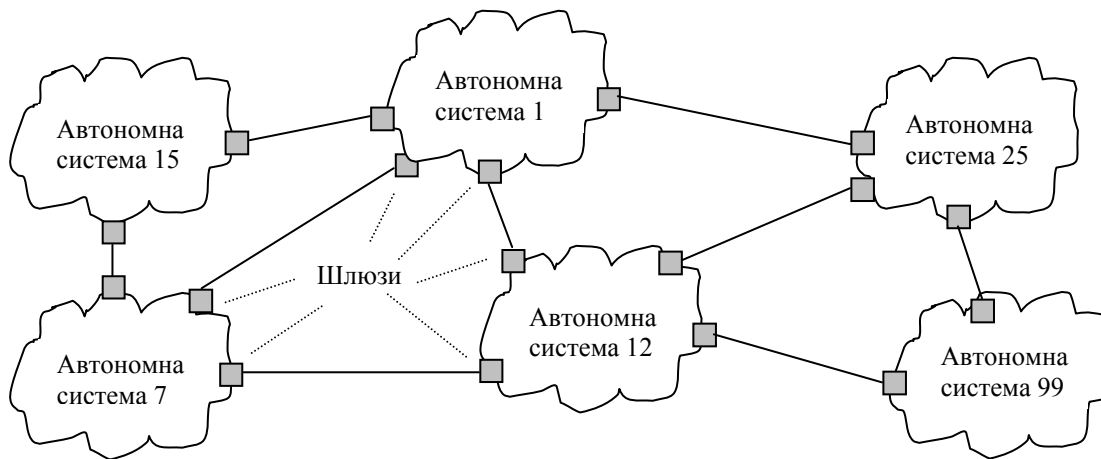 Автономна
система 1
Автономна
система 15
Автономна
система 25
Шлюзи
Автономна
система 12
Автономна
система 7
Автономна
система 99